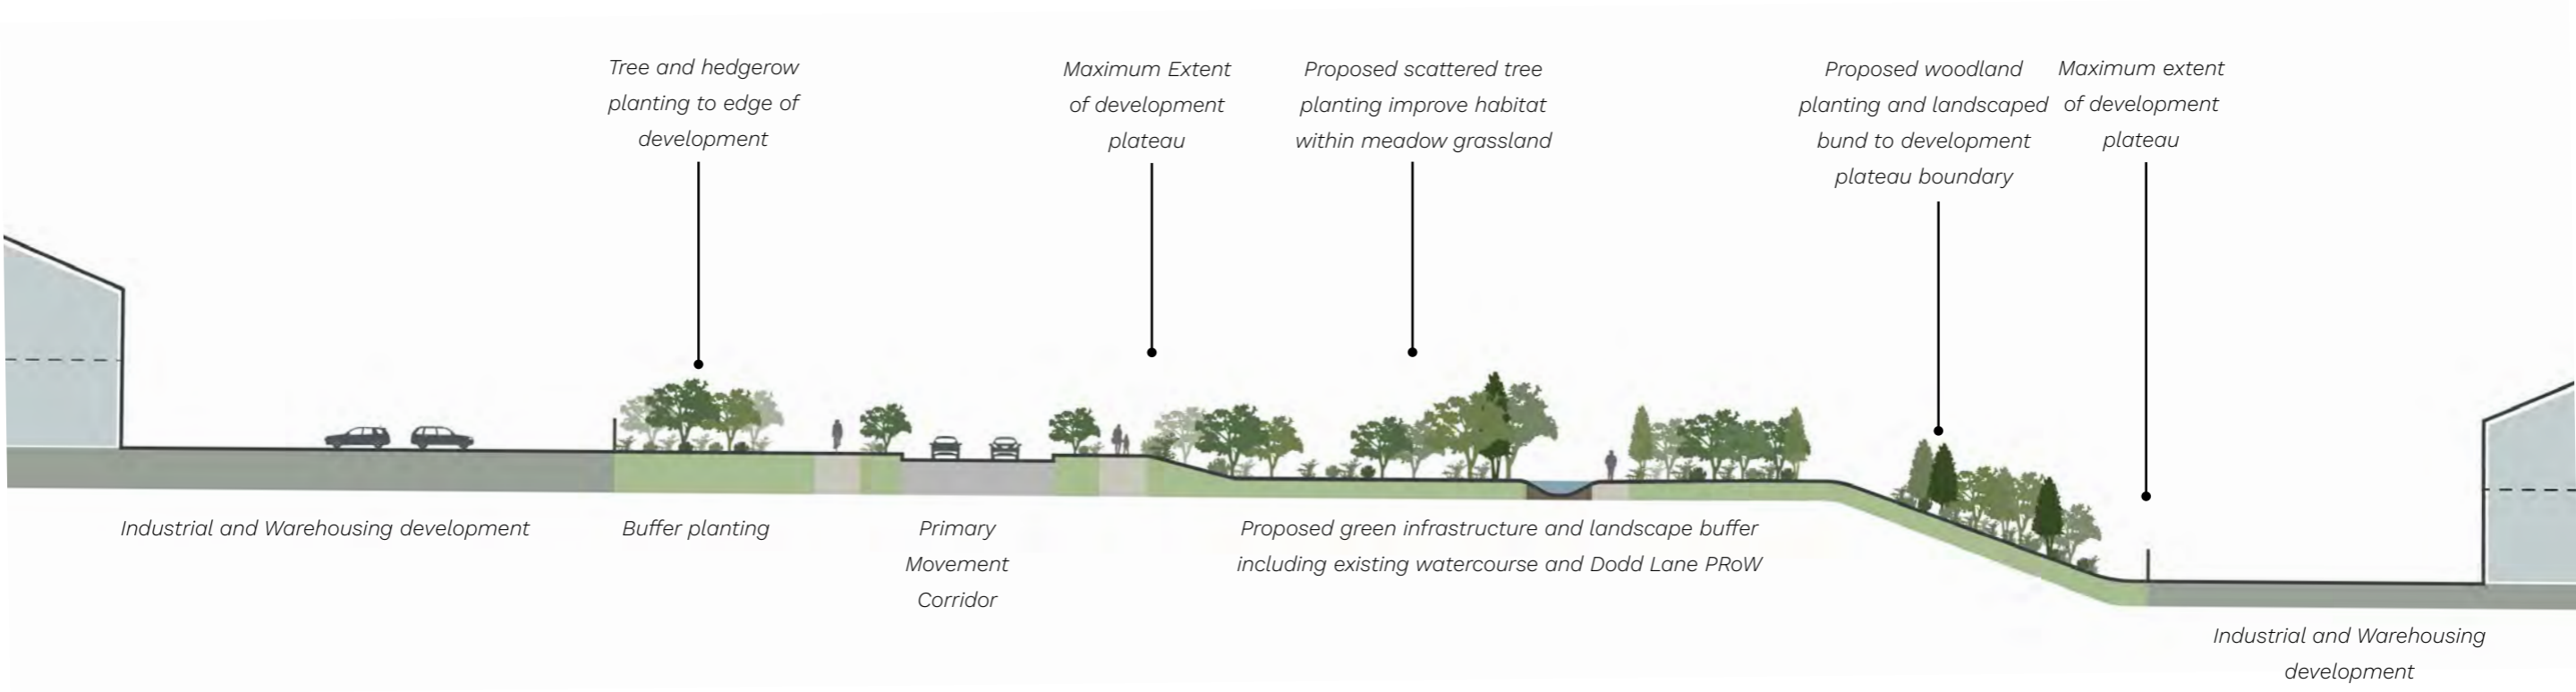 Tree and hedgerow
planting to edge of
development
Maximum Extent
of development
plateau
Proposed scattered tree
planting improve habitat
within meadow grassland
Proposed woodland
planting and landscaped
bund to development
plateau boundary
Maximum extent
of development
plateau
Industrial and Warehousing development
Buffer planting
Primary
Movement
Corridor
Proposed green infrastructure and landscape buffer
including existing watercourse and Dodd Lane PRoW
Industrial and Warehousing
development